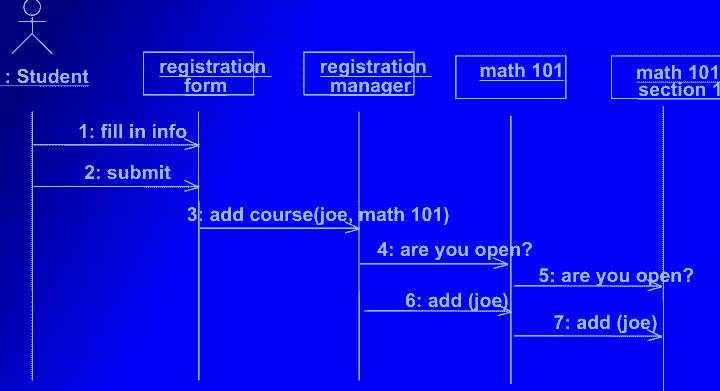 : Student
registration
form
registration
manager
math 101
math 101
section 1
1: fill in info
2: submit
3: add course(joe, math 101)
4: are you open?
5: are you open?
6: add (joe)
7: add (joe)